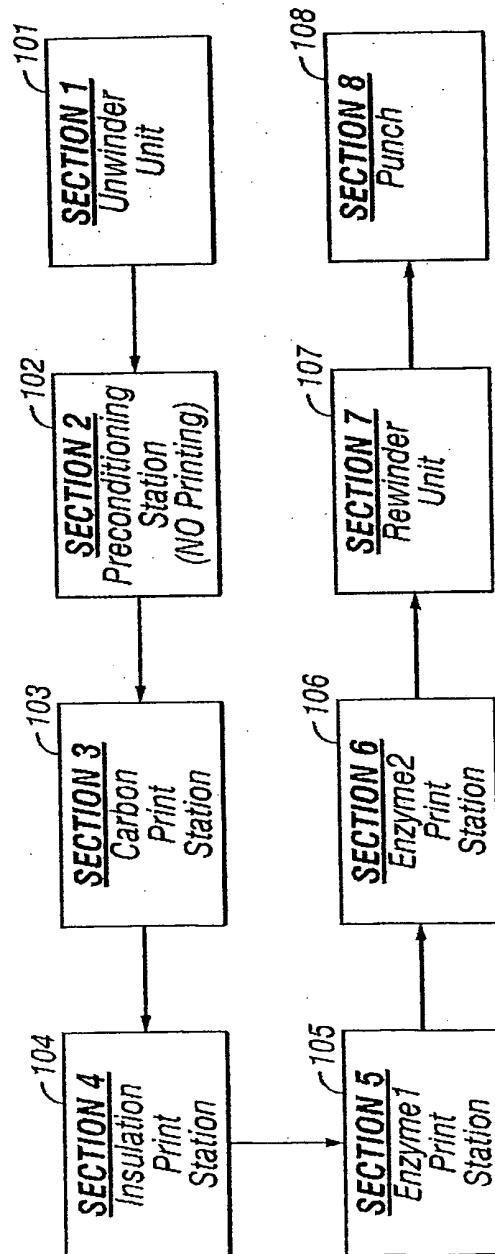 101
SECTION 1
Unwinder
Unit
102
SECTION 2
Preconditioning
Station
(NO Printing)
103
SECTION 3
Carbon
Print
Station
104
SECTION 4
Insulation
Print
Station
105
SECTION 5
Enzyme1
Print
Station
106
SECTION 6
Enzyme2
Print
Station
107
SECTION 7
Rewinder
Unit
108
SECTION 8
Punch